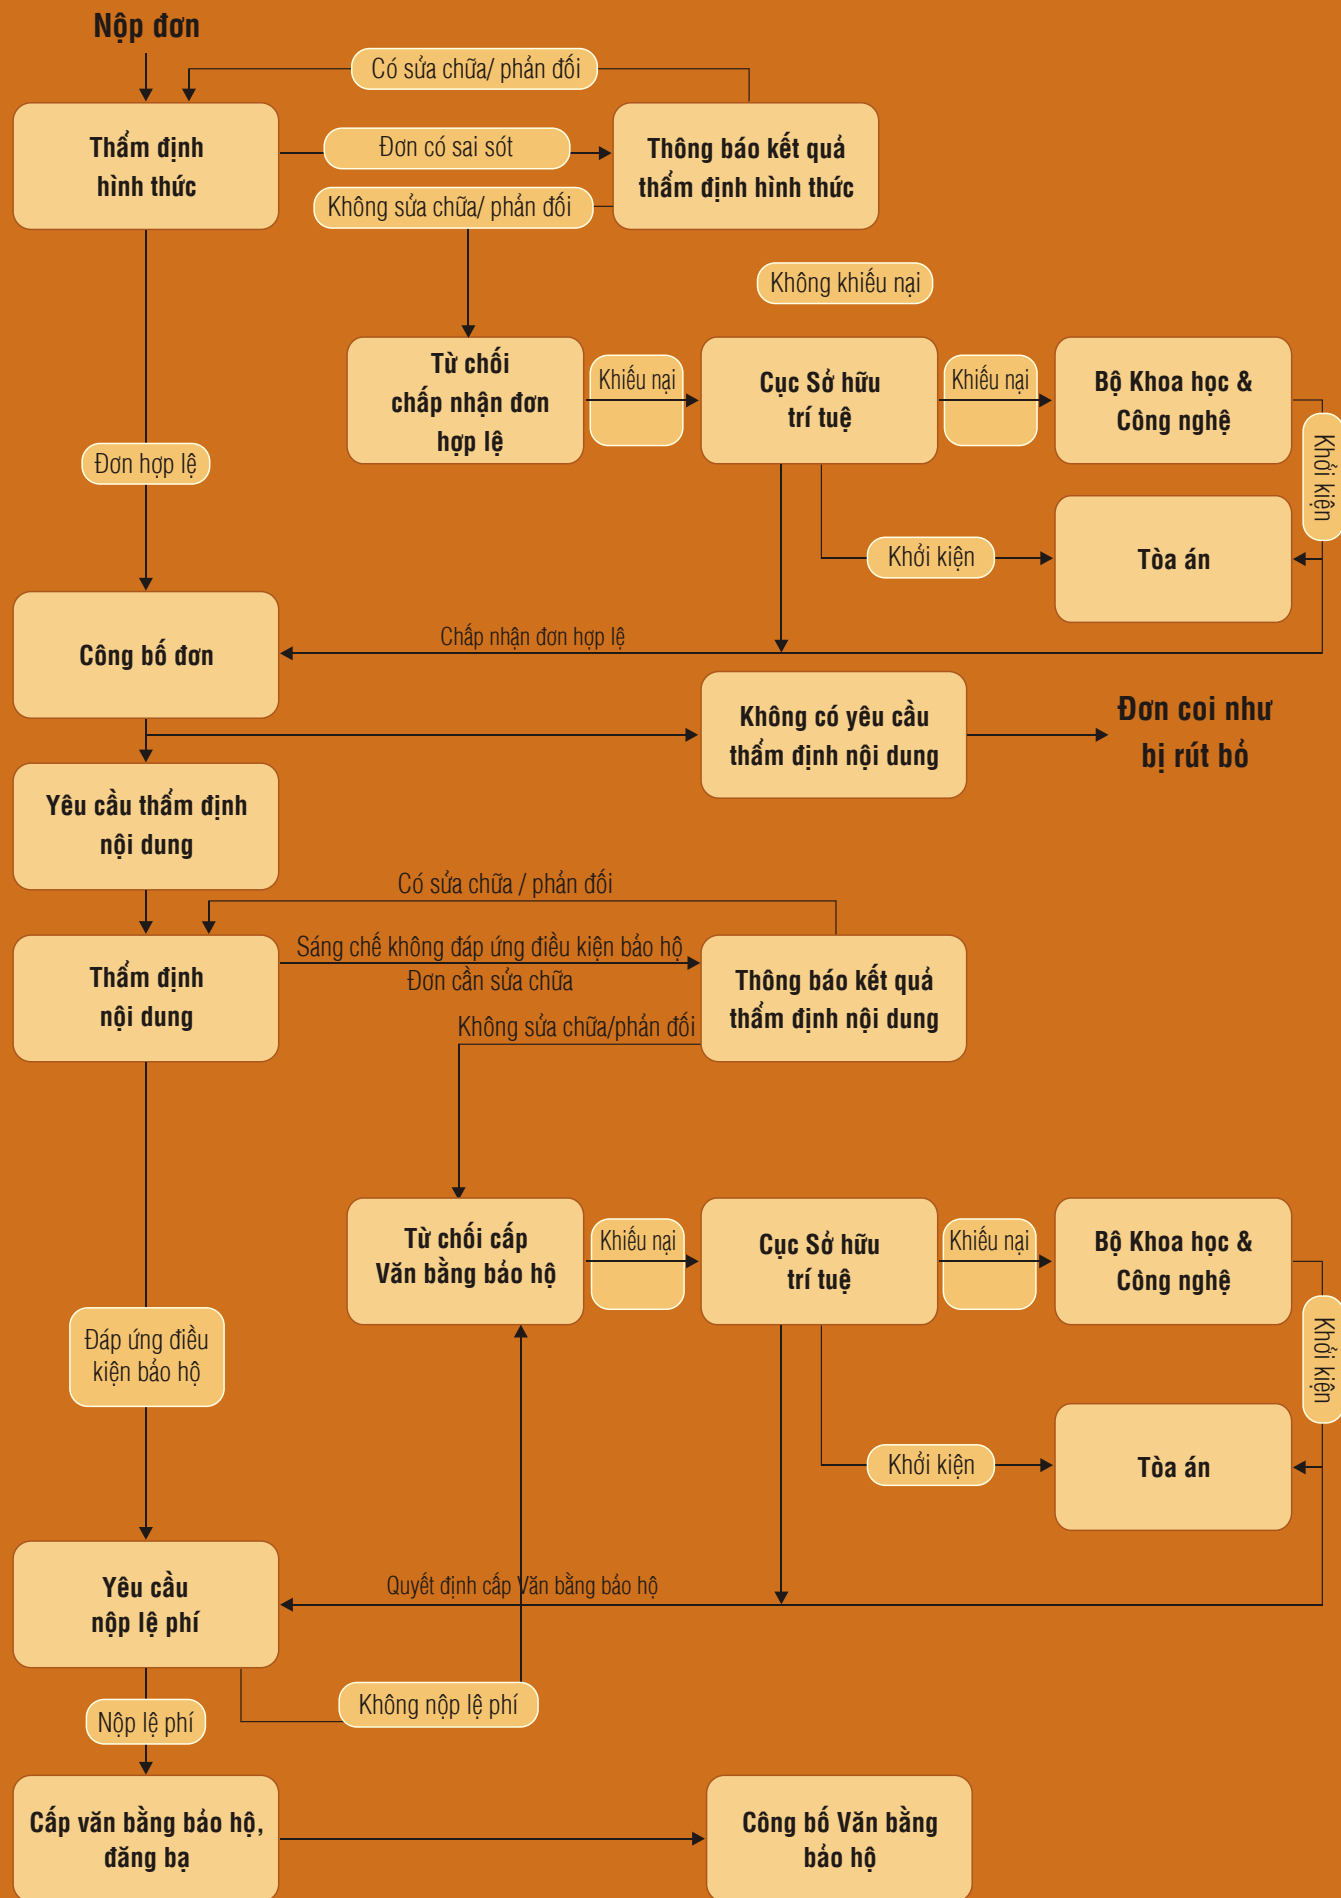 Nộp đơn
Có sửa chữa/ phản đối
Thẩm định
hình thức
Đơn có sai sót
Thông báo kết quả
thẩm định hình thức
Không sửa chữa/ phản đối
Không khiếu nại
Từ chối
chấp nhận đơn
hợp lệ
Khiếu nại
Cục Sở hữu
trí tuệ
Khiếu nại
Bộ Khoa học &
Công nghệ
Khởi kiện
Đơn hợp lệ
Khởi kiện
Tòa án
Công bố đơn
Chấp nhận đơn hợp lệ
Không có yêu cầu
thẩm định nội dung
Đơn coi như
bị rút bỏ
Yêu cầu thẩm định
nội dung
Có sửa chữa / phản đối
Thẩm định
nội dung
Sáng chế không đáp ứng điều kiện bảo hộ
Đơn cần sửa chữa
Thông báo kết quả
thẩm định nội dung
Không sửa chữa/phản đối
Từ chối cấp
Văn bằng bảo hộ
Khiếu nại
Cục Sở hữu
trí tuệ
Khiếu nại
Bộ Khoa học &
Công nghệ
Khởi kiện
Đáp ứng điều
kiện bảo hộ
Khởi kiện
Tòa án
Yêu cầu
nộp lệ phí
Quyết định cấp Văn bằng bảo hộ
Không nộp lệ phí
Nộp lệ phí
Cấp văn bằng bảo hộ,
đăng bạ
Công bố Văn bằng
bảo hộ